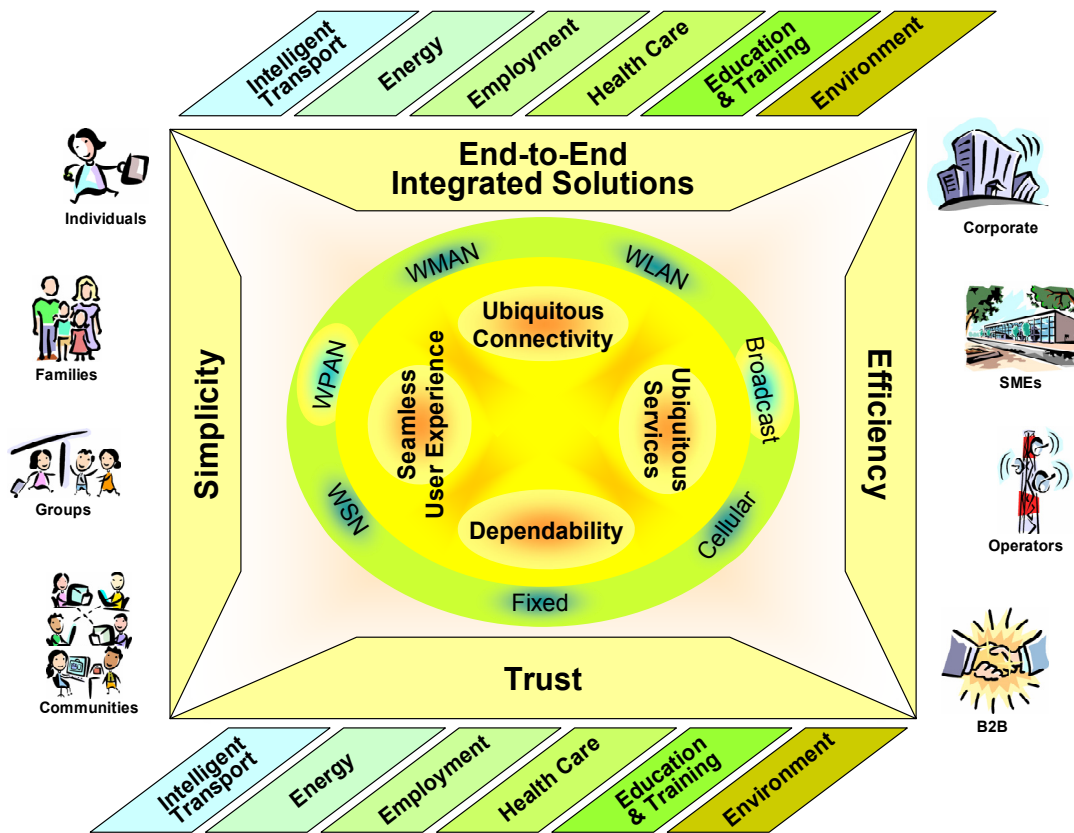 Intelligent
Transport
Energy
Employment
Health Care
Education
& Training
Environment
End-to-End
Integrated Solutions
Individuals
Families
Groups
Communities
Simplicity
WMAN
WLAN
WPAN
Broadcast
WSN
Cellular
Fixed
Ubiquitous
Connectivity
Seamless
User Experience
Ubiquitous
Services
Dependability
Efficiency
Trust
Corporate
SMEs
Operators
B2B
Intelligent
Transport
Energy
Employment
Health Care
Education
& Training
Environment